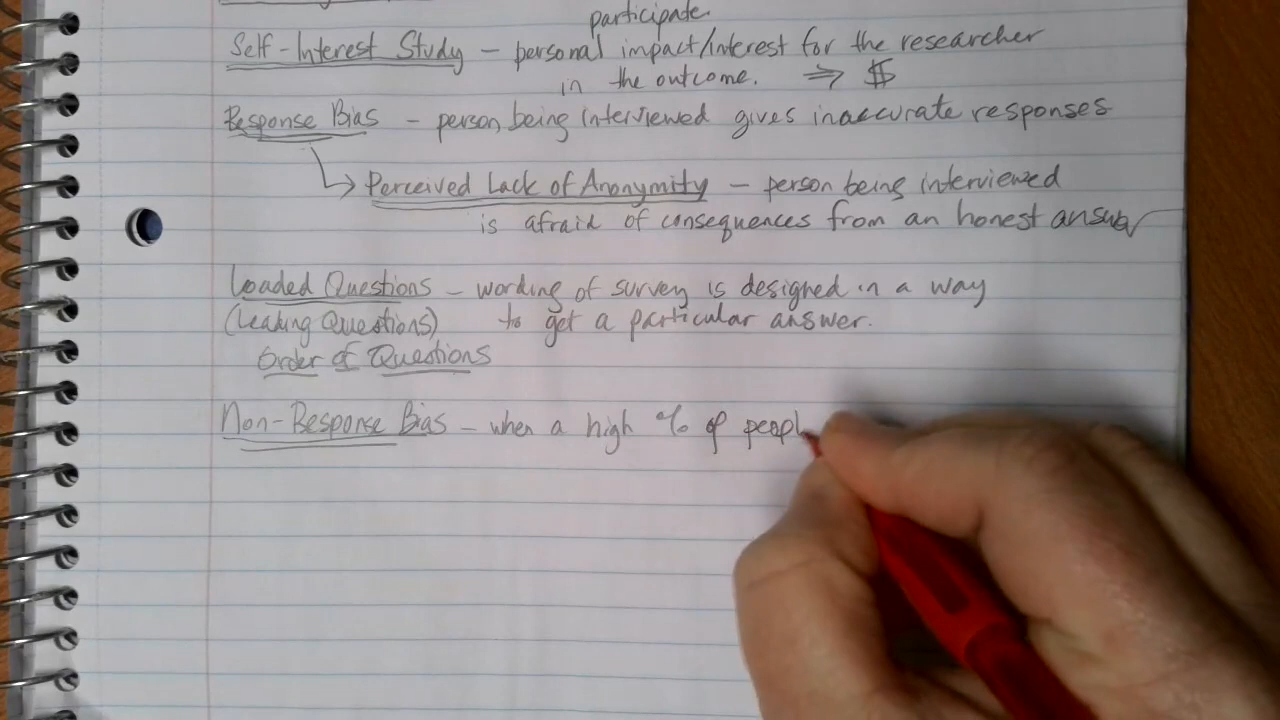 participate.
Self-Interest Study - personal impact/interest for the researcher
in the outcome. ⇒ $
Response Bias - person being interviewed gives inaccurate responses
→ Perceived Lack of Anonymity - person being interviewed
is afraid of consequences from an honest answer
Loaded Questions - wording of survey is designed in a way
(Leading Questions) to get a particular answer.
Order of Questions
Non-Response Bias - when a high % of peopl